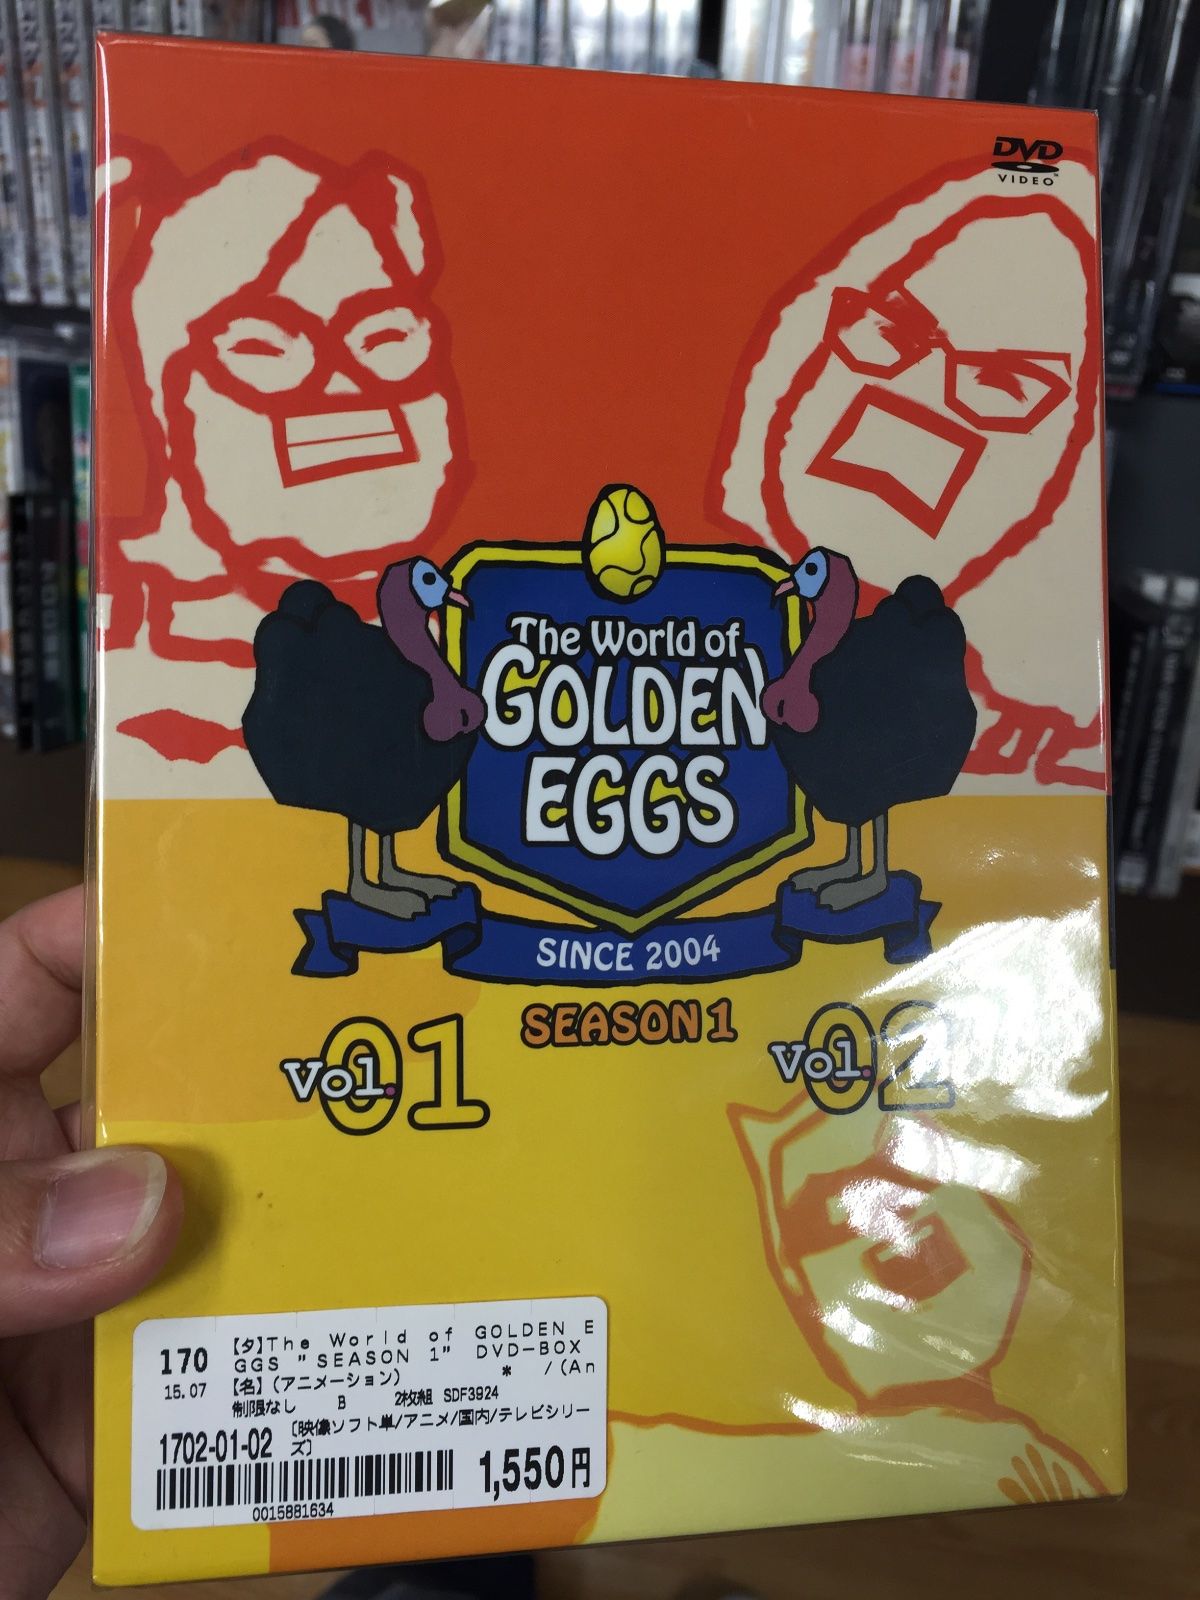 DVD
VIDEO
The World of
GOLDEN
EGGS
SINCE 2004
SEASON 1
Vol.01
Vol.02
170 【タ】The World of GOLDEN E
GGS "SEASON 1" DVD-BOX
15.07 【名】(アニメーション) * /(An
制限なし B 2枚組 SDF3924
1702-01-02 〔映像ソフト単/アニメ/国内/テレビシリー
ズ〕
1,550円
0015881634